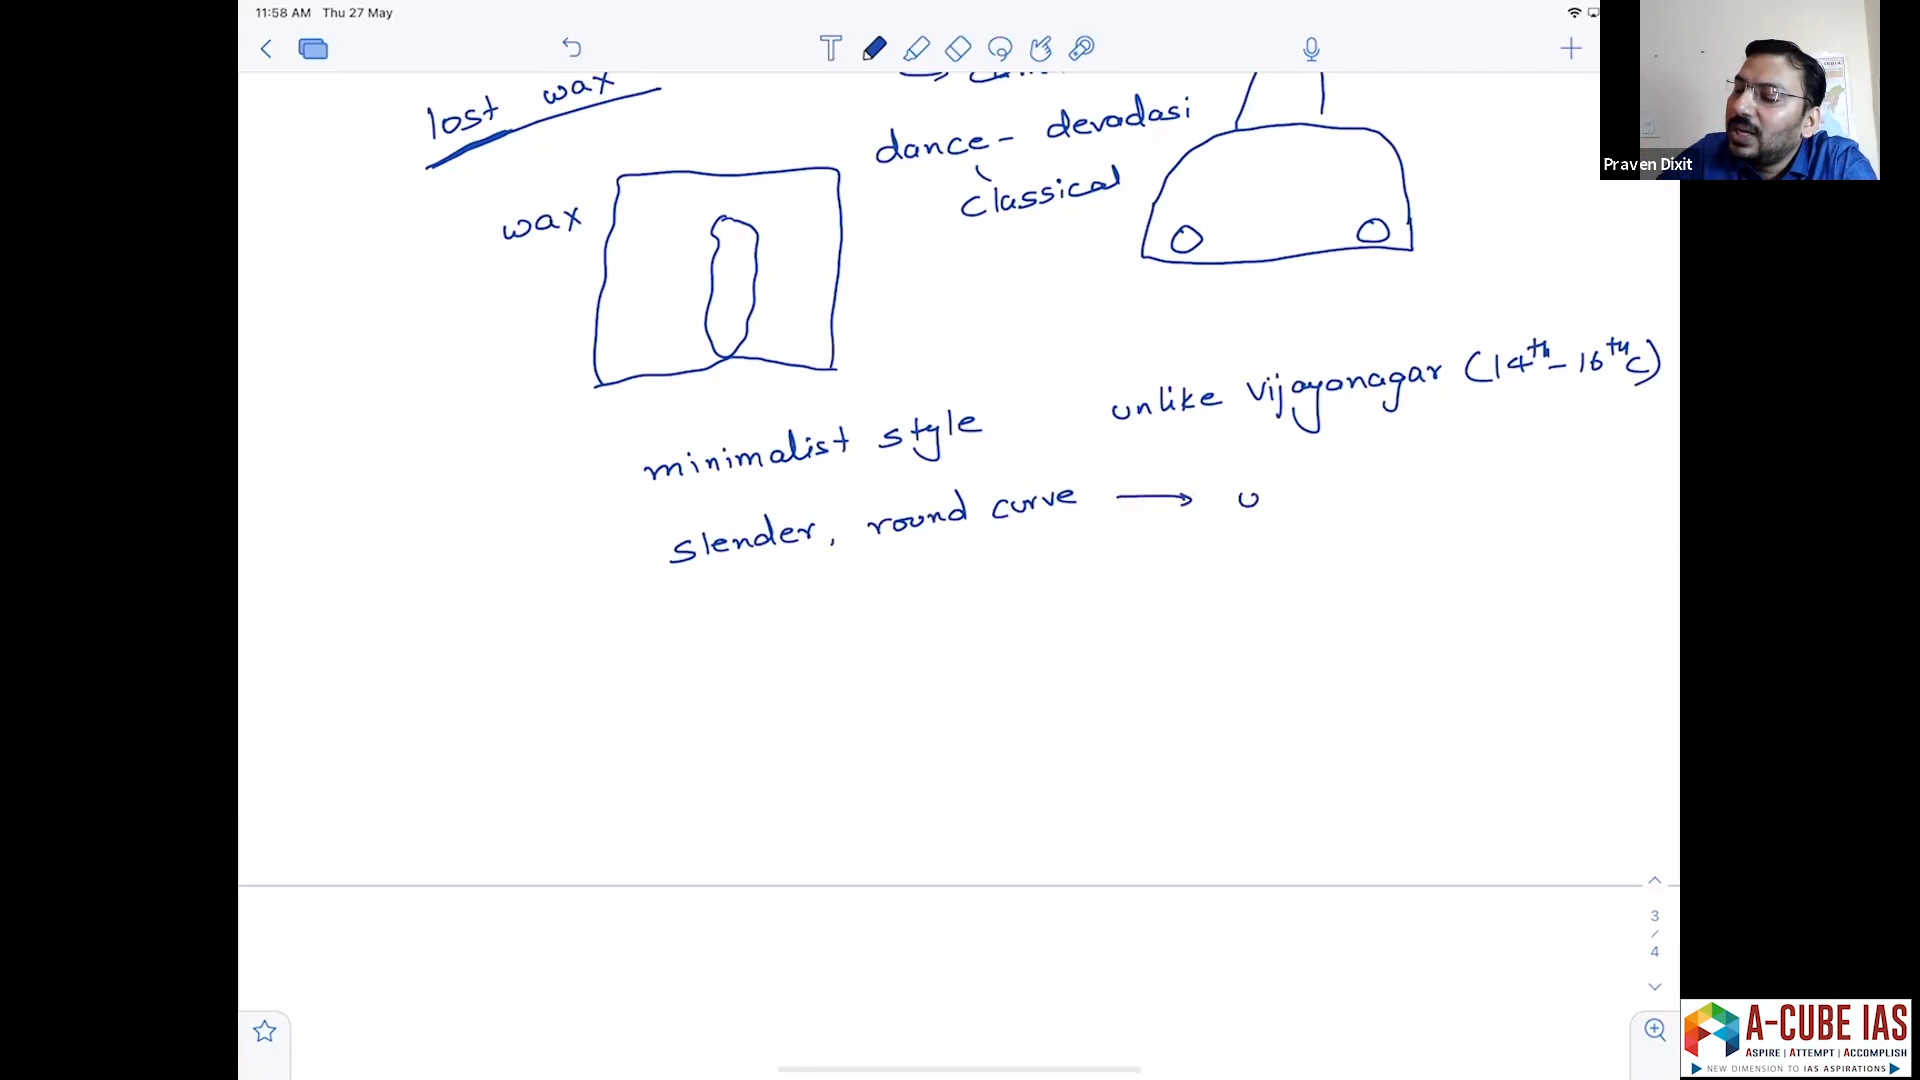 11:58 AM Thu 27 May
T
Praven Dixit
lost wax
dance - devadasi
classical
wax
unlike vijayanagar (14th - 16th c)
minimalist style
slender, round curve → u
3
/
4
A-CUBE IAS
ASPIRE | ATTEMPT | ACCOMPLISH
NEW DIMENSION TO IAS ASPIRATIONS